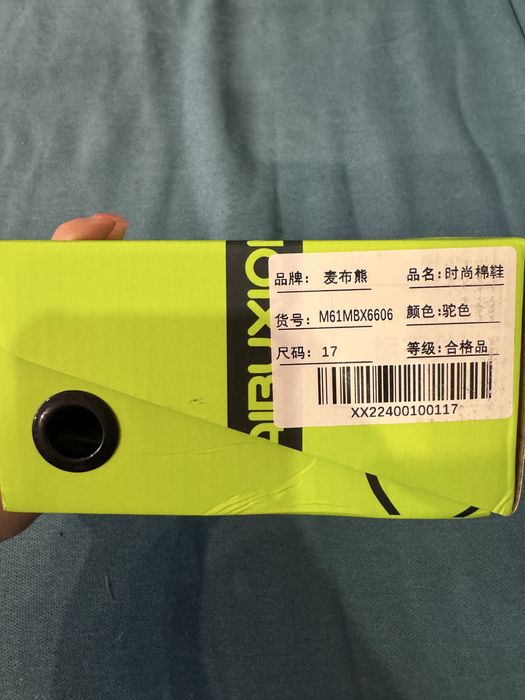 AIBUXIO
品牌: 麦布熊 品名:时尚棉鞋
货号: M61MBX6606 颜色:驼色
尺码: 17 等级:合格品
XX22400100117